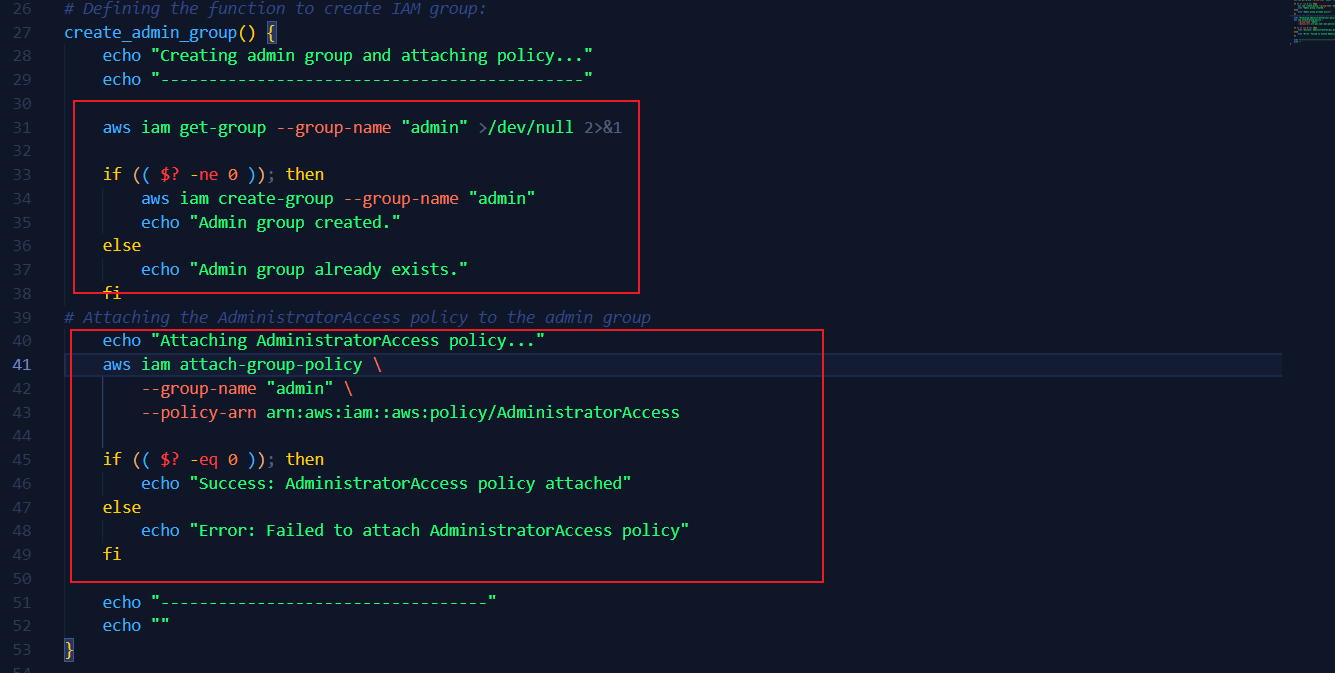 26 # Defining the function to create IAM group:
27 create_admin_group() {
28     echo "Creating admin group and attaching policy..."
29     echo "--------------------------------------------"
30
31     aws iam get-group --group-name "admin" >/dev/null 2>&1
32
33     if (( $? -ne 0 )); then
34         aws iam create-group --group-name "admin"
35         echo "Admin group created."
36     else
37         echo "Admin group already exists."
38     fi
39 # Attaching the AdministratorAccess policy to the admin group
40     echo "Attaching AdministratorAccess policy..."
41     aws iam attach-group-policy \
42         --group-name "admin" \
43         --policy-arn arn:aws:iam::aws:policy/AdministratorAccess
44
45     if (( $? -eq 0 )); then
46         echo "Success: AdministratorAccess policy attached"
47     else
48         echo "Error: Failed to attach AdministratorAccess policy"
49     fi
50
51     echo "----------------------------------"
52     echo ""
53 }
54